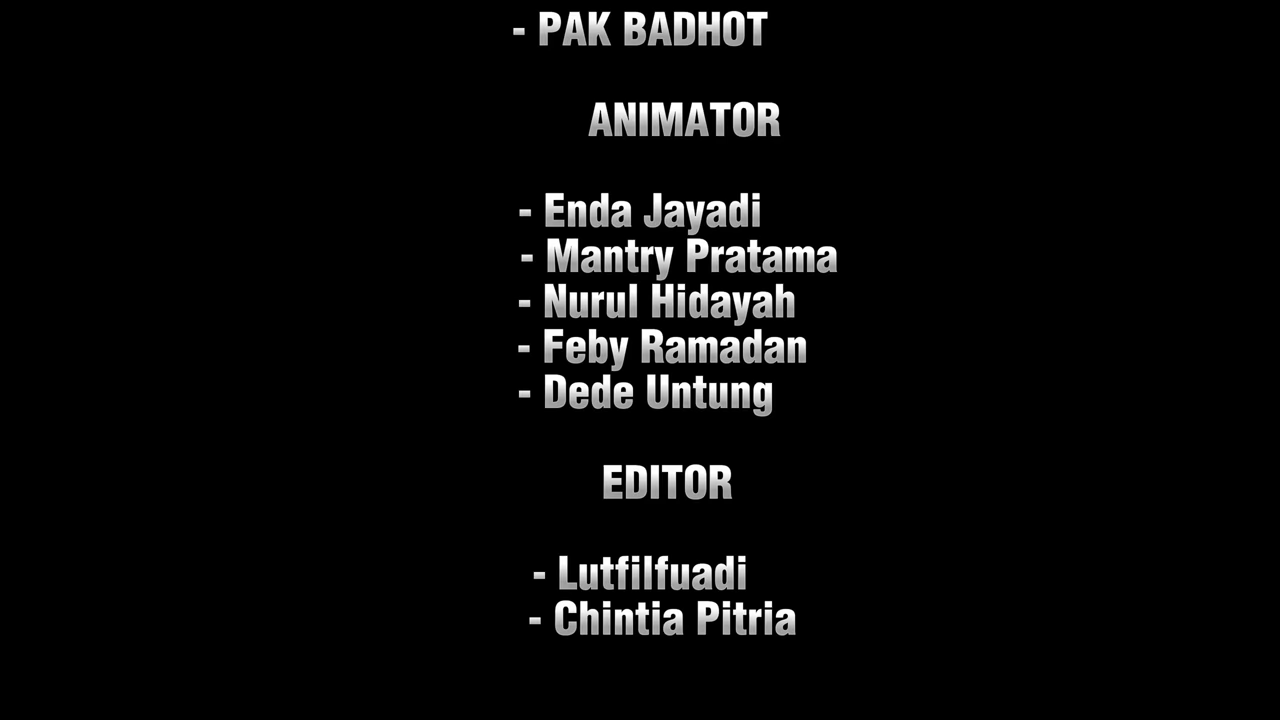 - PAK BADHOT
ANIMATOR
- Enda Jayadi
- Mantry Pratama
- Nurul Hidayah
- Feby Ramadan
- Dede Untung
EDITOR
- Lutfilfuadi
- Chintia Pitria